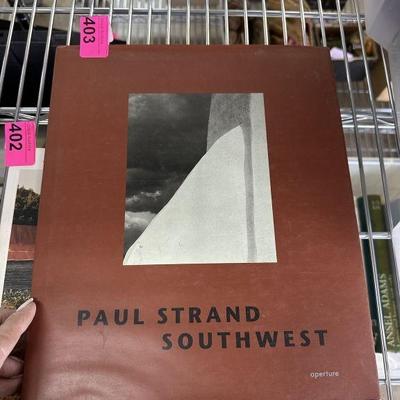 403
402
PAUL STRAND
SOUTHWEST
aperture
ANSEL ADAMS